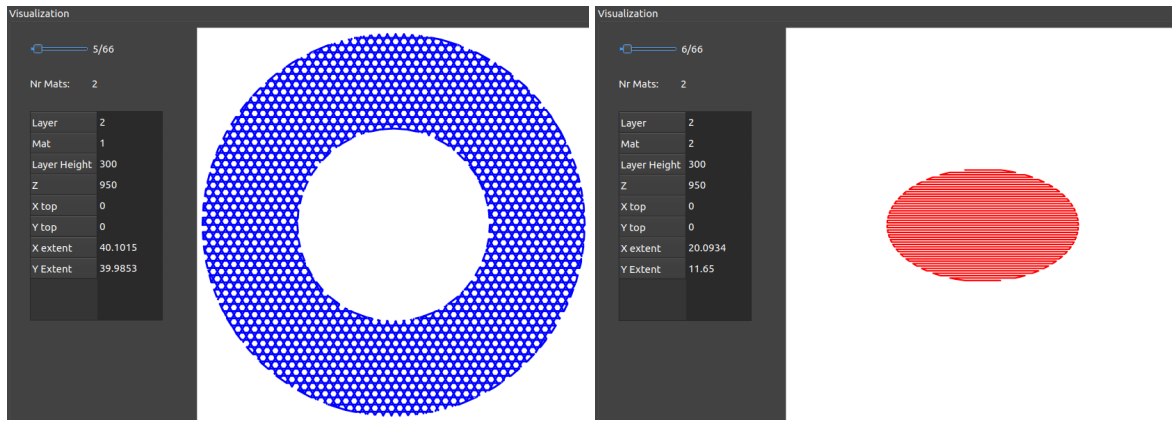 Visualization
5/66
Nr Mats: 2
Layer 2
Mat 1
Layer Height 300
Z 950
X top 0
Y top 0
X extent 40.1015
Y Extent 39.9853
Visualization
6/66
Nr Mats: 2
Layer 2
Mat 2
Layer Height 300
Z 950
X top 0
Y top 0
X extent 20.0934
Y Extent 11.65